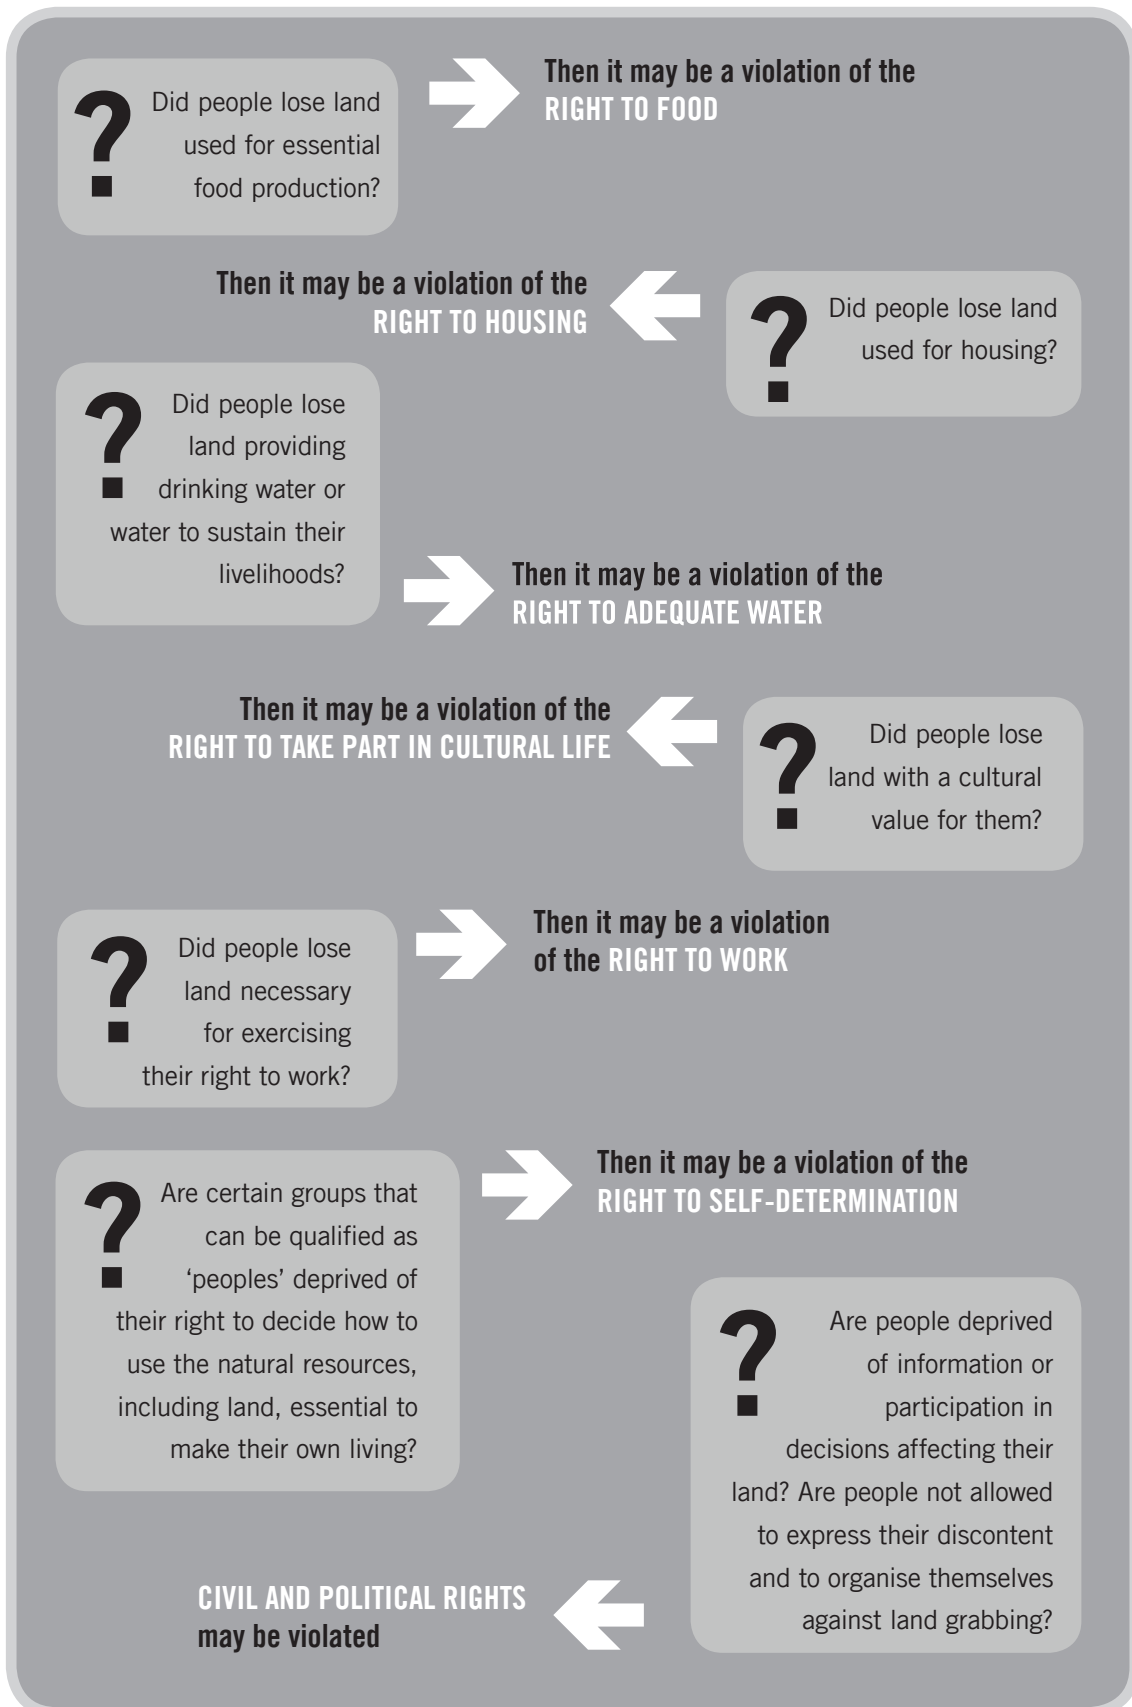 ?
Did people lose land
used for essential
food production?
Then it may be a violation of the
RIGHT TO FOOD
?
Did people lose land
used for housing?
Then it may be a violation of the
RIGHT TO HOUSING
?
Did people lose
land providing
drinking water or
water to sustain their
livelihoods?
Then it may be a violation of the
RIGHT TO ADEQUATE WATER
?
Did people lose
land with a cultural
value for them?
Then it may be a violation of the
RIGHT TO TAKE PART IN CULTURAL LIFE
?
Did people lose
land necessary
for exercising
their right to work?
Then it may be a violation
of the RIGHT TO WORK
?
Are certain groups that
can be qualified as
‘peoples’ deprived of
their right to decide how to
use the natural resources,
including land, essential to
make their own living?
Then it may be a violation of the
RIGHT TO SELF-DETERMINATION
?
Are people deprived
of information or
participation in
decisions affecting their
land? Are people not allowed
to express their discontent
and to organise themselves
against land grabbing?
CIVIL AND POLITICAL RIGHTS
may be violated